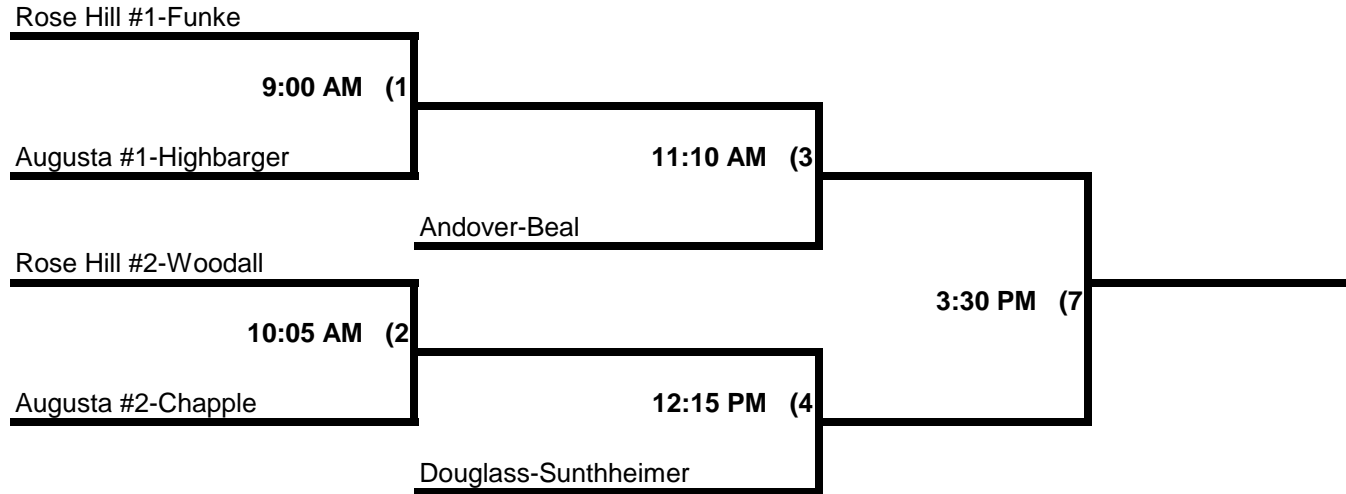 Rose Hill #1-Funke
9:00 AM (1
Augusta #1-Highbarger
11:10 AM (3
Andover-Beal
Rose Hill #2-Woodall
3:30 PM (7
10:05 AM (2
Augusta #2-Chapple
12:15 PM (4
Douglass-Sunthheimer